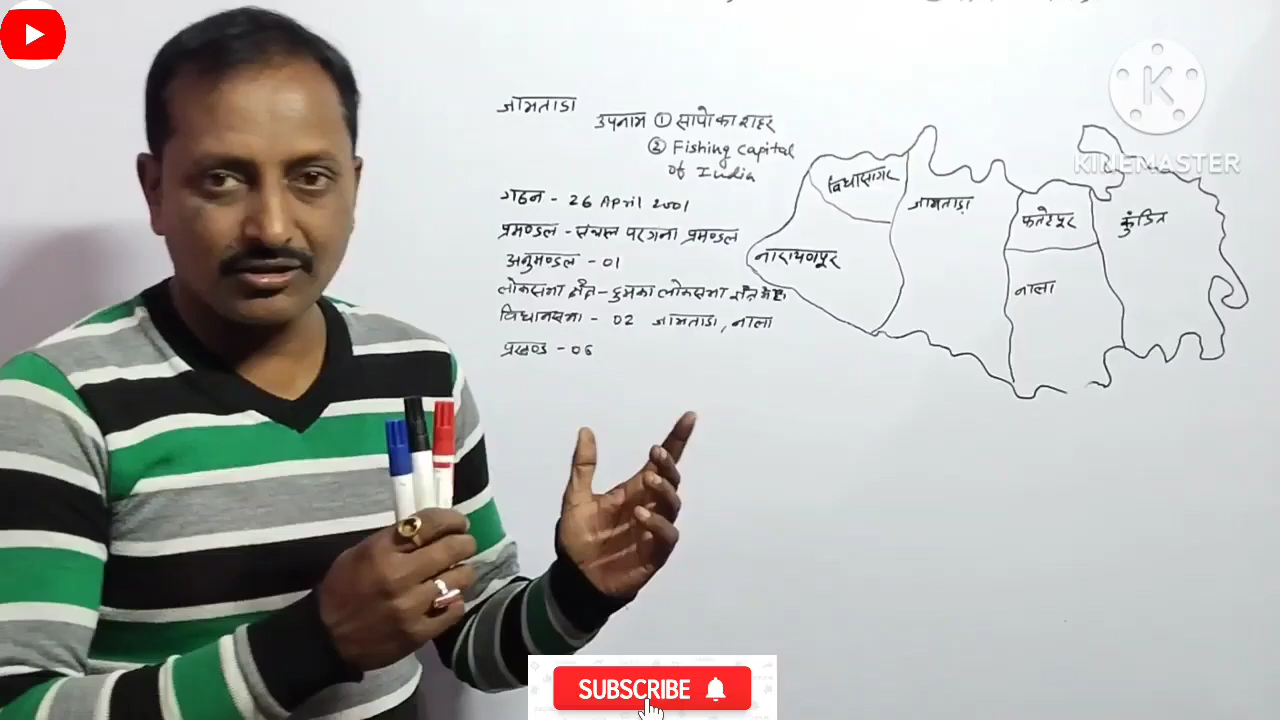 जामताडा
उपनाम ① सापो का शहर
② Fishing Capital
of India
गठन - 26 April 2001
प्रमण्डल - संथाल परगना प्रमण्डल
अनुमण्डल - 01
लोकसभा क्षेत्र - दुमका लोकसभा क्षेत्र
विधानसभा - 02 जामताडा, नाला
प्रखण्ड - 06
विद्यासागर
जामताड़ा
नारायणपुर
फतेहपुर
नाला
कुंडित
KINEMASTER
SUBSCRIBE